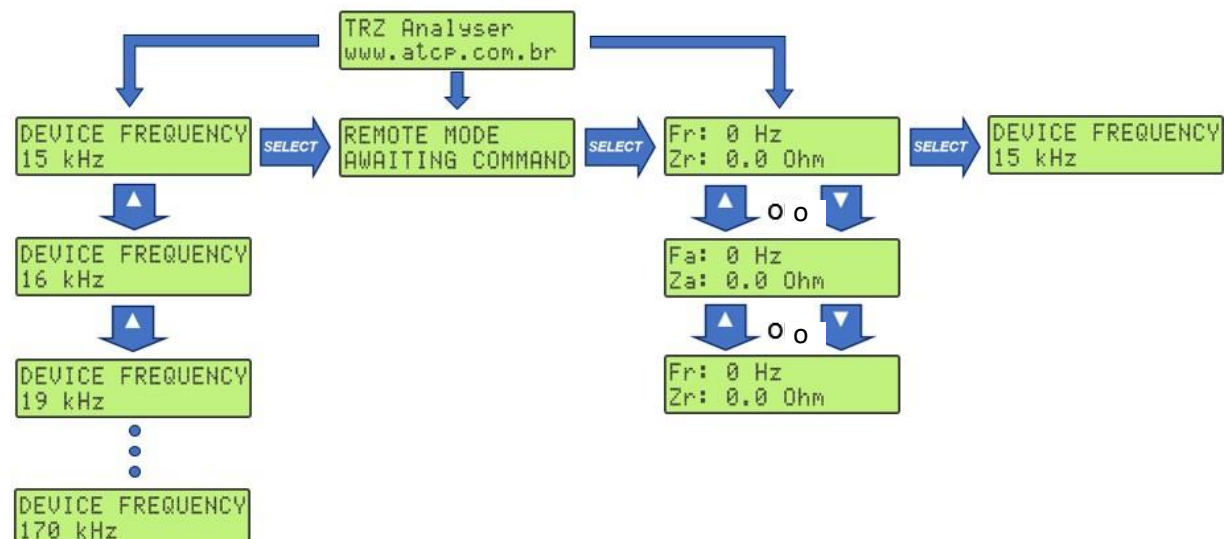 TRZ Analyser
www.atcp.com.br
DEVICE FREQUENCY
15 kHz
SELECT
REMOTE MODE
AWAITING COMMAND
SELECT
Fr: 0 Hz
Zr: 0.0 Ohm
SELECT
DEVICE FREQUENCY
15 kHz
o o
DEVICE FREQUENCY
16 kHz
Fa: 0 Hz
Za: 0.0 Ohm
o o
DEVICE FREQUENCY
19 kHz
Fr: 0 Hz
Zr: 0.0 Ohm
DEVICE FREQUENCY
170 kHz